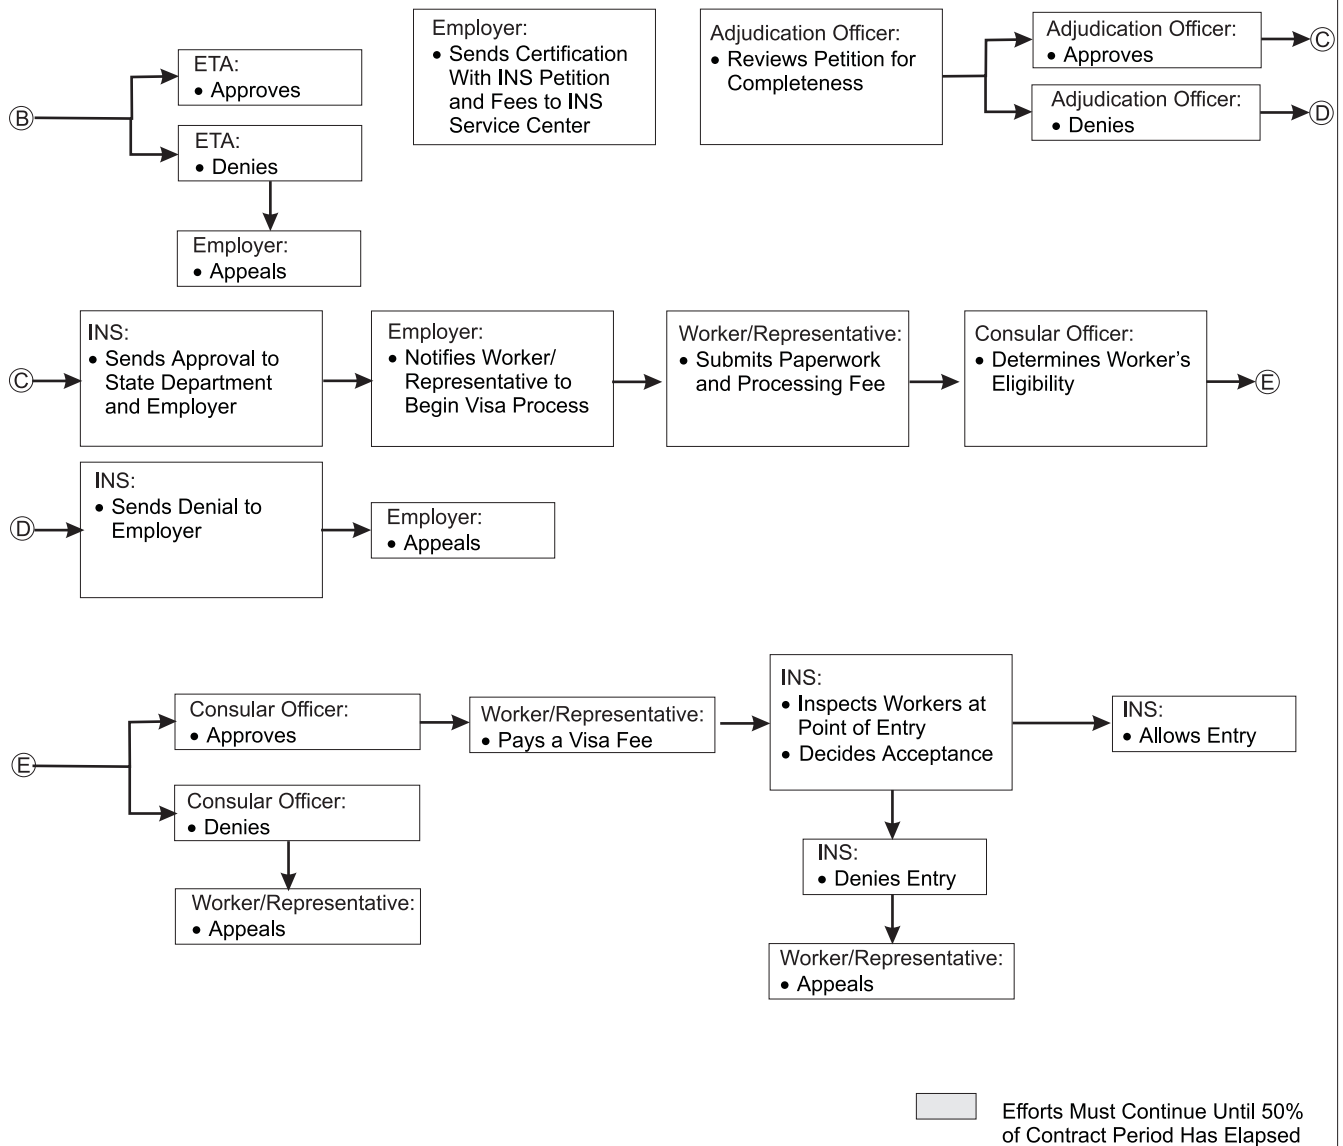 Ⓑ
ETA:
• Approves
ETA:
• Denies
Employer:
• Appeals
Employer:
• Sends Certification
With INS Petition
and Fees to INS
Service Center
Adjudication Officer:
• Reviews Petition for
Completeness
Adjudication Officer:
• Approves
Ⓒ
Adjudication Officer:
• Denies
Ⓓ
Ⓒ
INS:
• Sends Approval to
State Department
and Employer
Employer:
• Notifies Worker/
Representative to
Begin Visa Process
Worker/Representative:
• Submits Paperwork
and Processing Fee
Consular Officer:
• Determines Worker's
Eligibility
Ⓔ
Ⓓ
INS:
• Sends Denial to
Employer
Employer:
• Appeals
Ⓔ
Consular Officer:
• Approves
Consular Officer:
• Denies
Worker/Representative:
• Appeals
Worker/Representative:
• Pays a Visa Fee
INS:
• Inspects Workers at
Point of Entry
• Decides Acceptance
INS:
• Allows Entry
INS:
• Denies Entry
Worker/Representative:
• Appeals
Efforts Must Continue Until 50%
of Contract Period Has Elapsed